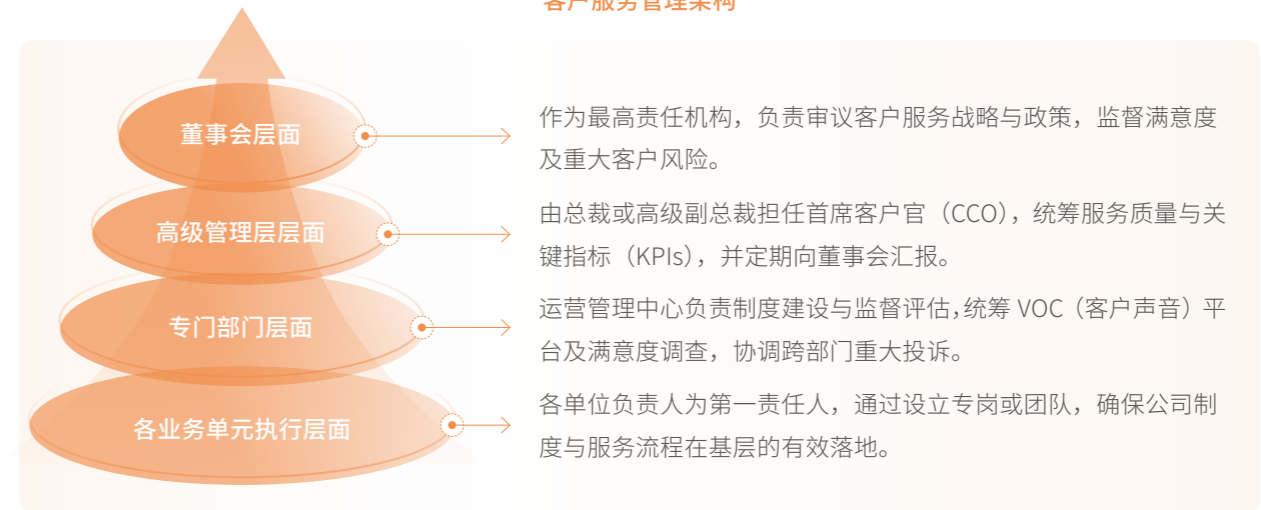 客户服务管理架构
董事会层面
作为最高责任机构，负责审议客户服务战略与政策，监督满意度
及重大客户风险。
高级管理层层面
由总裁或高级副总裁担任首席客户官（CCO），统筹服务质量与关
键指标（KPIs），并定期向董事会汇报。
专门部门层面
运营管理中心负责制度建设与监督评估，统筹 VOC（客户声音）平
台及满意度调查，协调跨部门重大投诉。
各业务单元执行层面
各单位负责人为第一责任人，通过设立专岗或团队，确保公司制
度与服务流程在基层的有效落地。